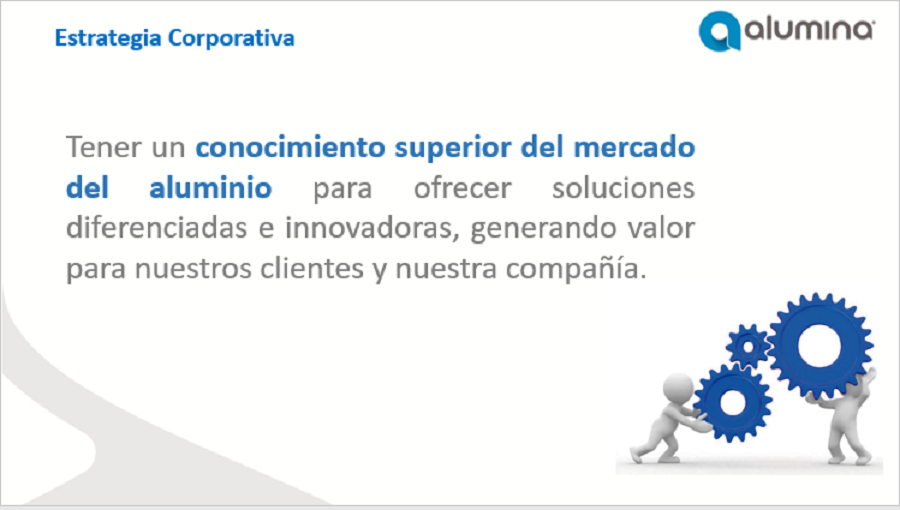 Estrategia Corporativa
alumina
Tener un conocimiento superior del mercado
del aluminio para ofrecer soluciones
diferenciadas e innovadoras, generando valor
para nuestros clientes y nuestra compañía.